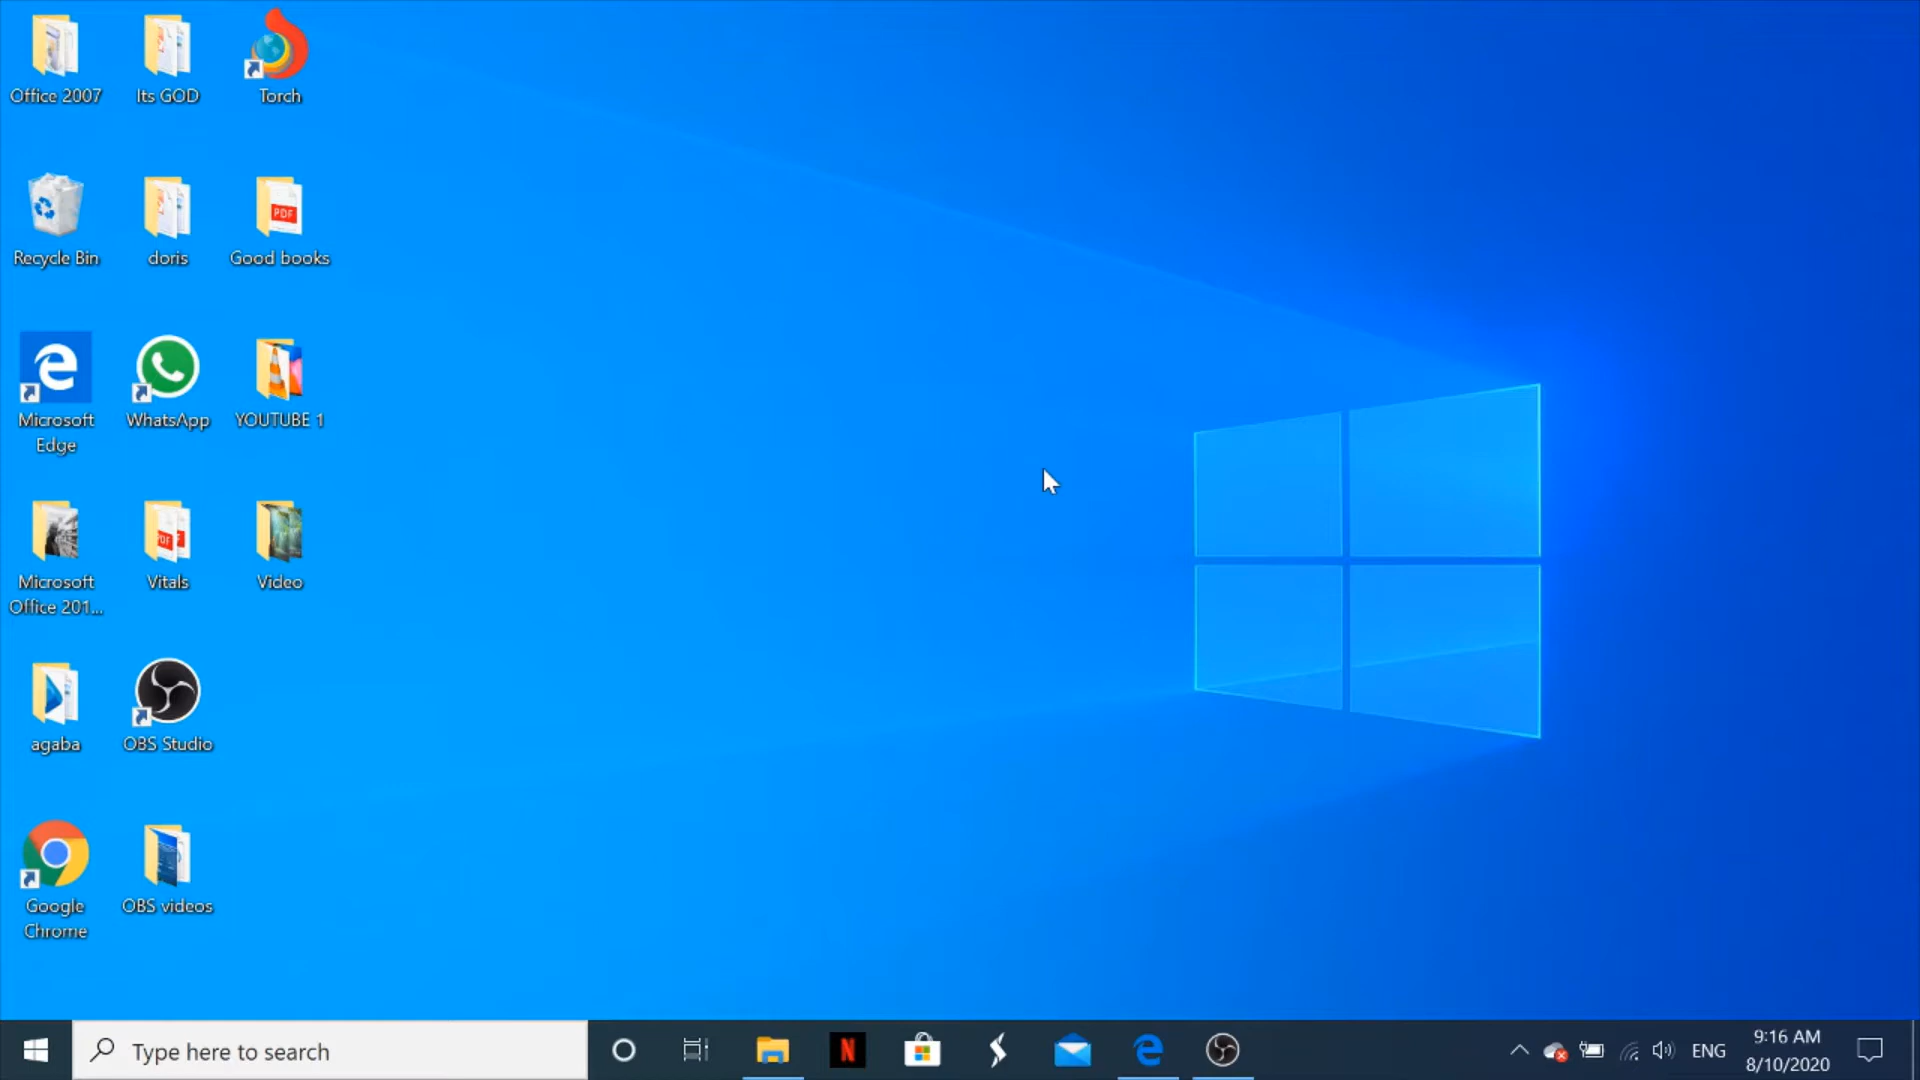 Office 2007
Its GOD
Torch
Recycle Bin
doris
PDF
Good books
Microsoft
Edge
WhatsApp
YOUTUBE 1
Microsoft
Office 201...
PDF
Vitals
Video
agaba
OBS Studio
Google
Chrome
OBS videos
Type here to search
N
ENG
9:16 AM
8/10/2020